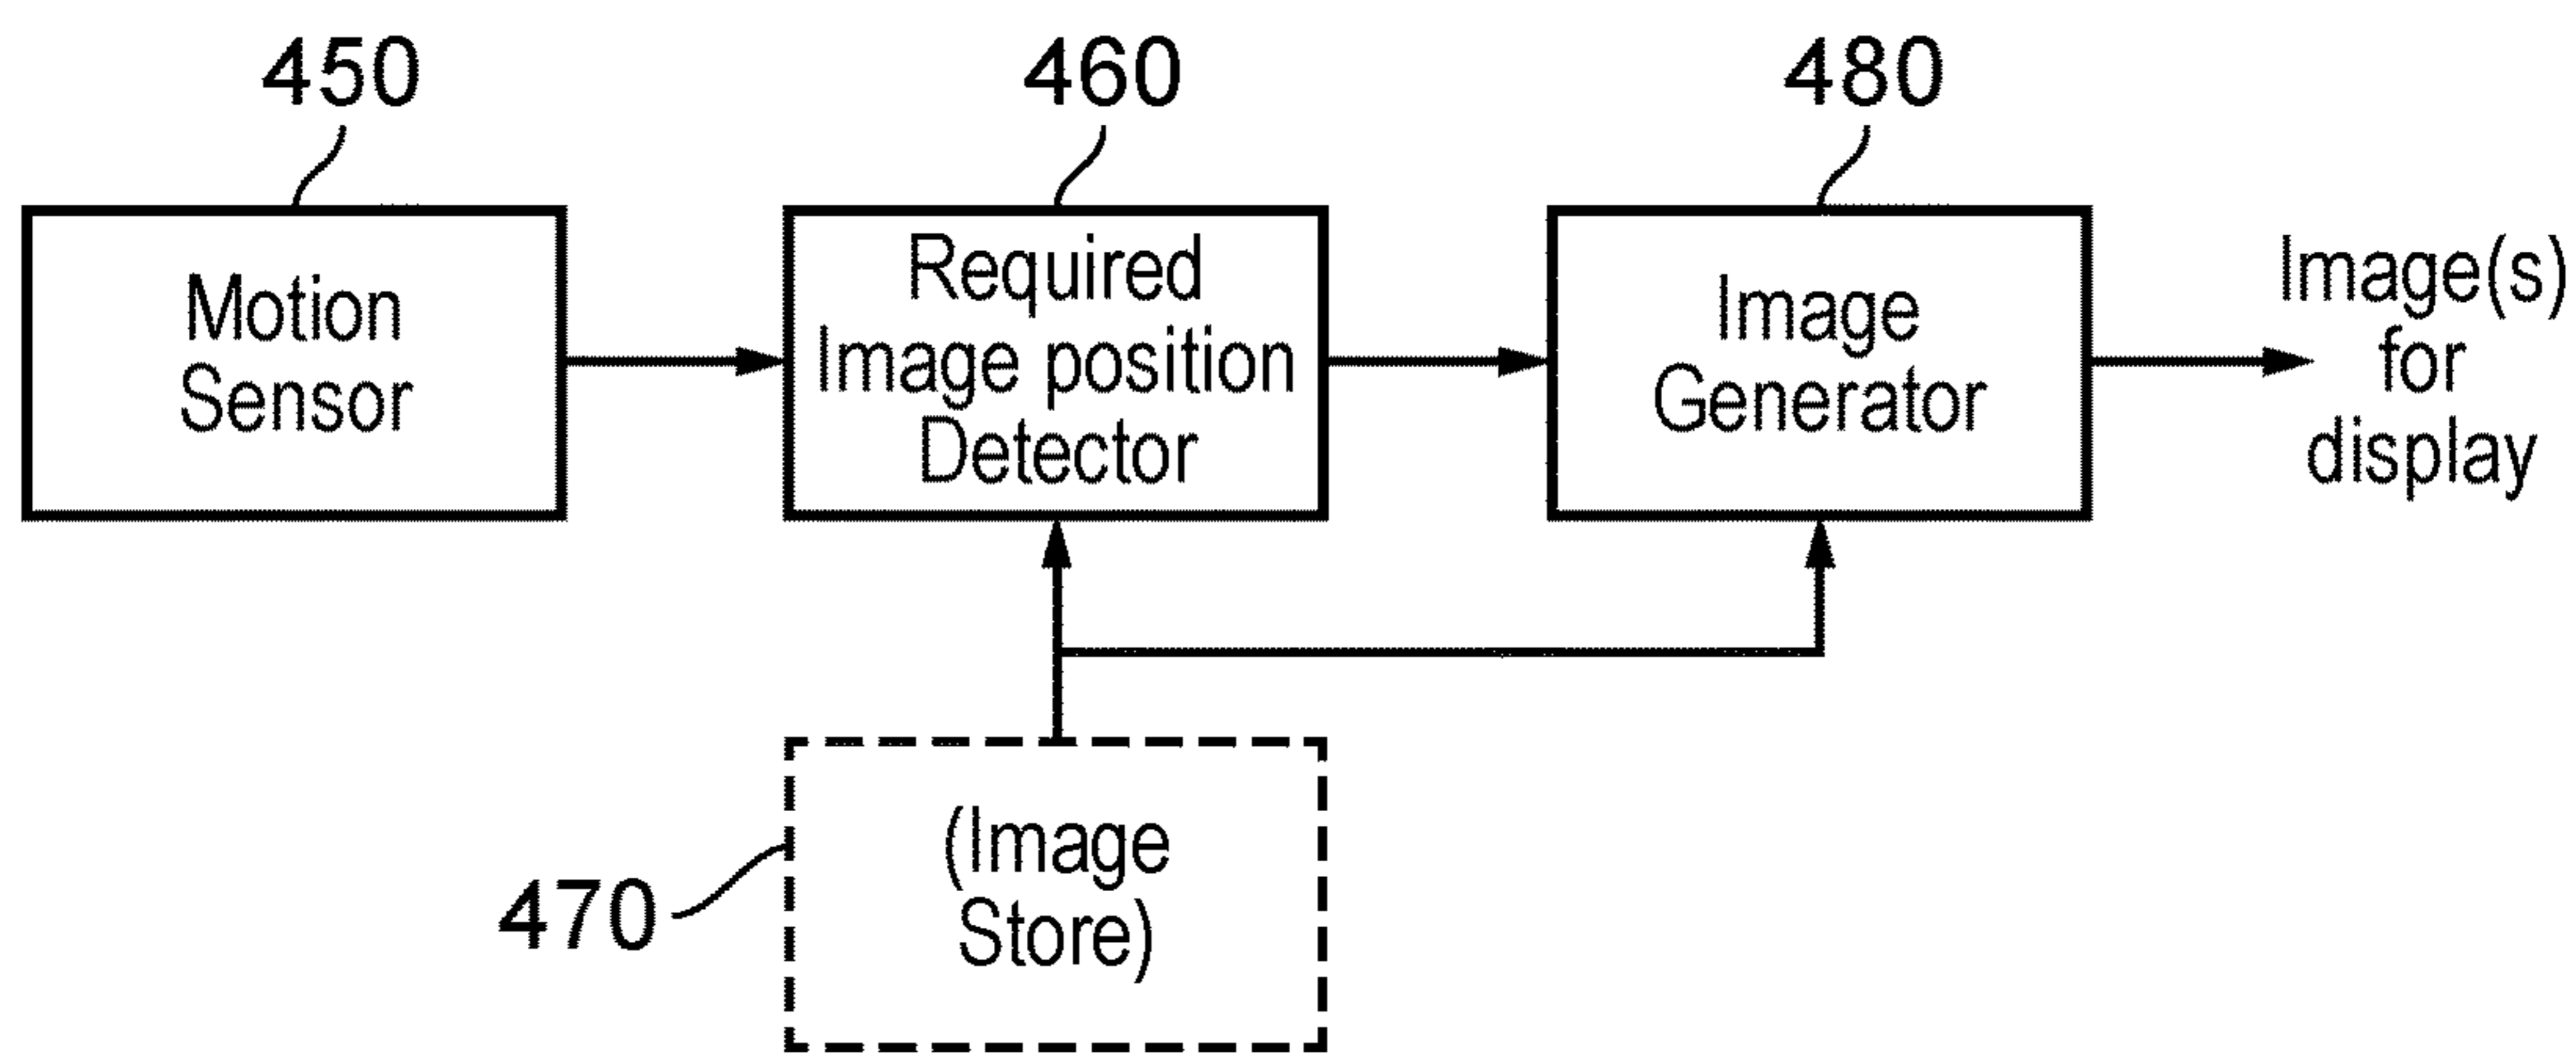 450
460
480
Motion
Sensor
Required
Image position
Detector
Image
Generator
Image(s)
for
display
470
(Image
Store)